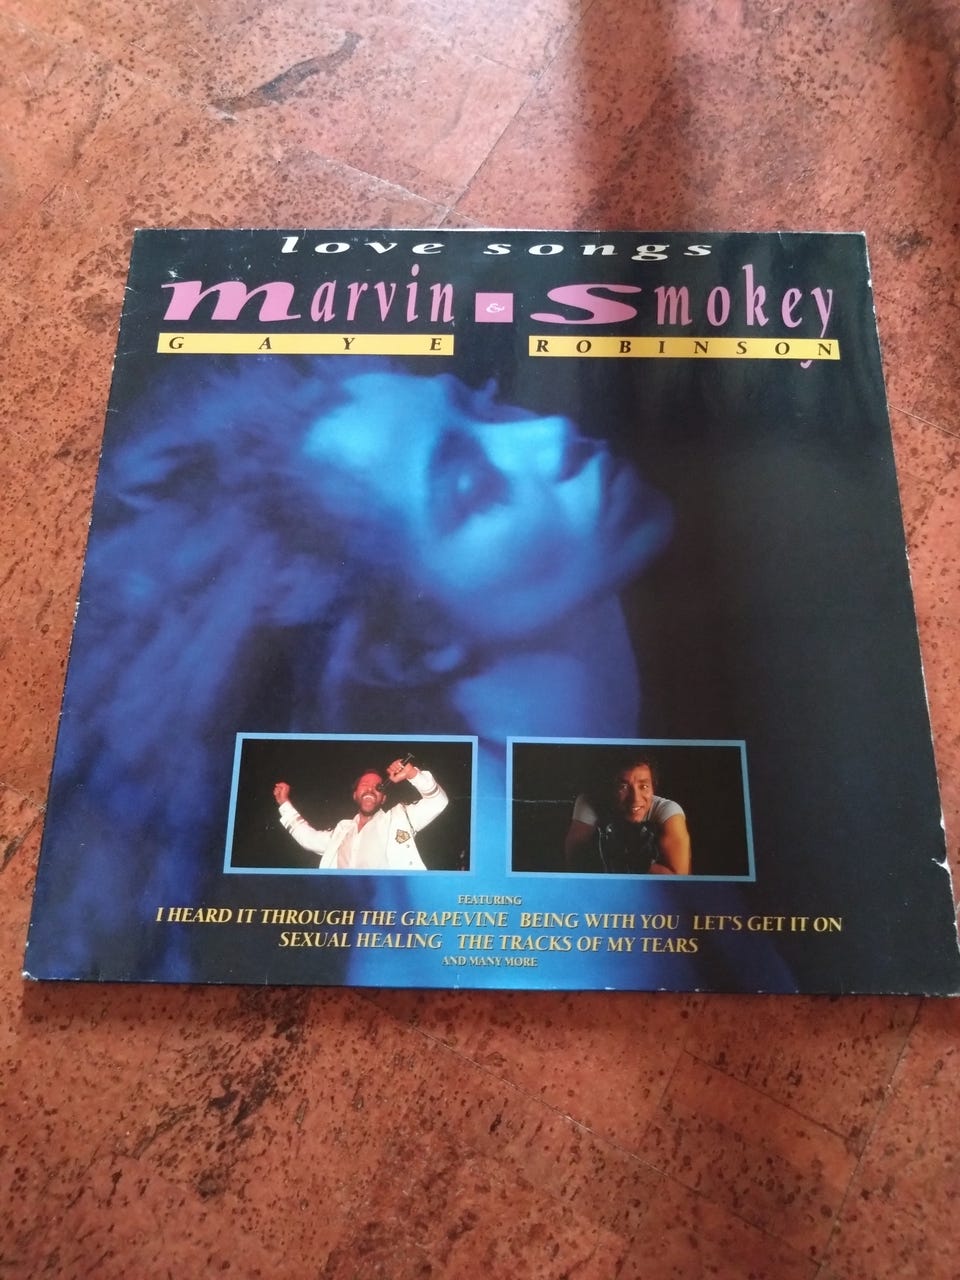 love songs
marvin & Smokey
GAYE ROBINSON
FEATURING
I HEARD IT THROUGH THE GRAPEVINE BEING WITH YOU LET'S GET IT ON
SEXUAL HEALING THE TRACKS OF MY TEARS
AND MANY MORE